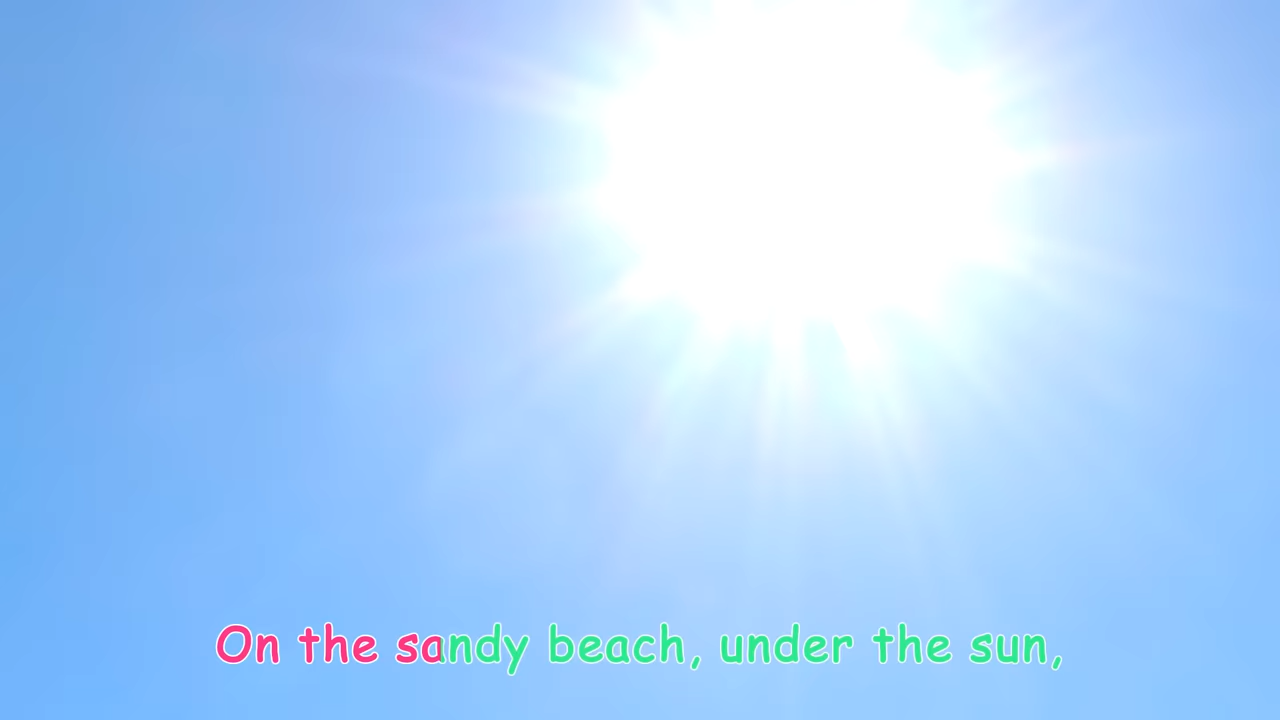 On the sandy beach, under the sun,